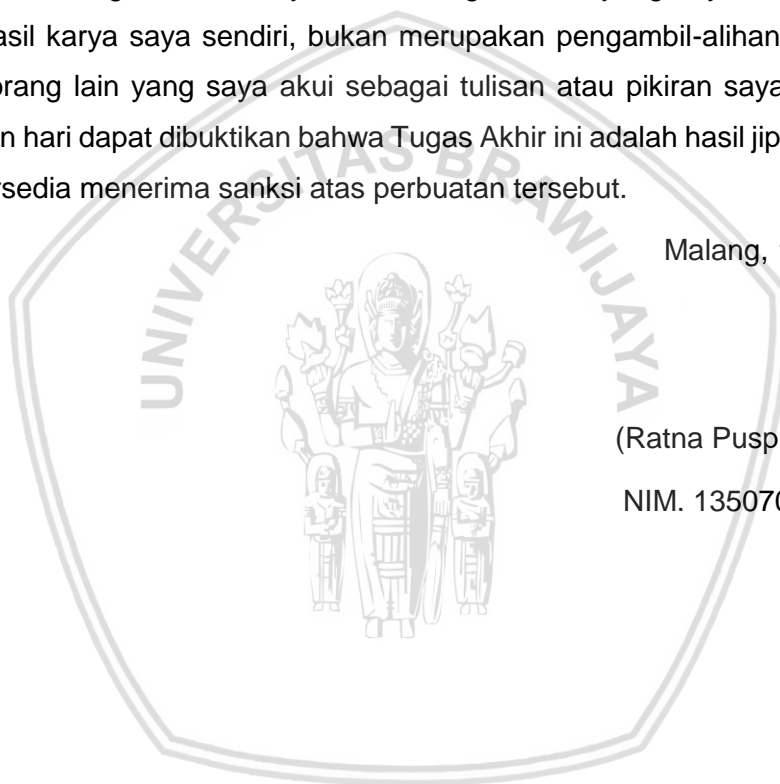 asil karya saya sendiri, bukan merupakan pengambil-alihan
orang lain yang saya akui sebagai tulisan atau pikiran saya
n hari dapat dibuktikan bahwa Tugas Akhir ini adalah hasil jip
rsedia menerima sanksi atas perbuatan tersebut.
UNIVERSITAS BRAWIJAYA
Malang,
(Ratna Pusp
NIM. 13507